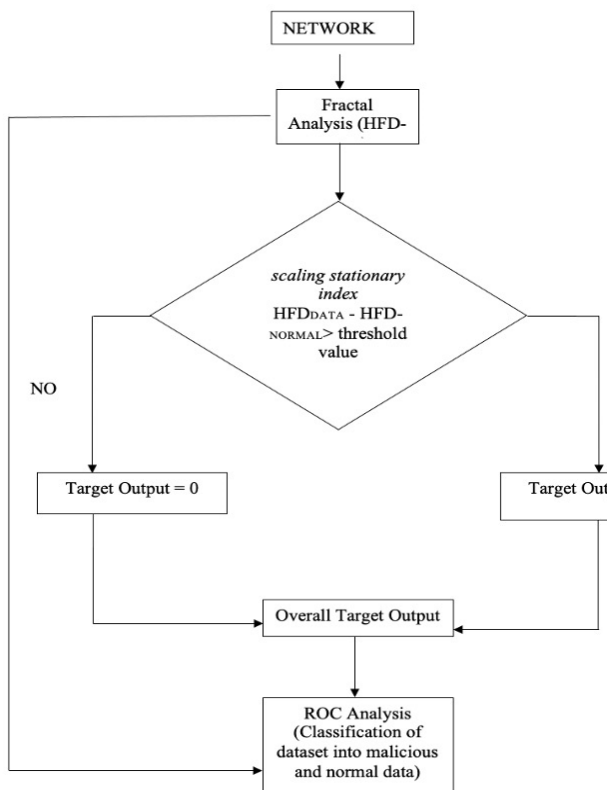 NETWORK
Fractal
Analysis (HFD-
scaling stationary
index
HFDDATA - HFD-
NORMAL> threshold
value
NO
Target Output = 0
Target Out
Overall Target Output
ROC Analysis
(Classification of
dataset into malicious
and normal data)